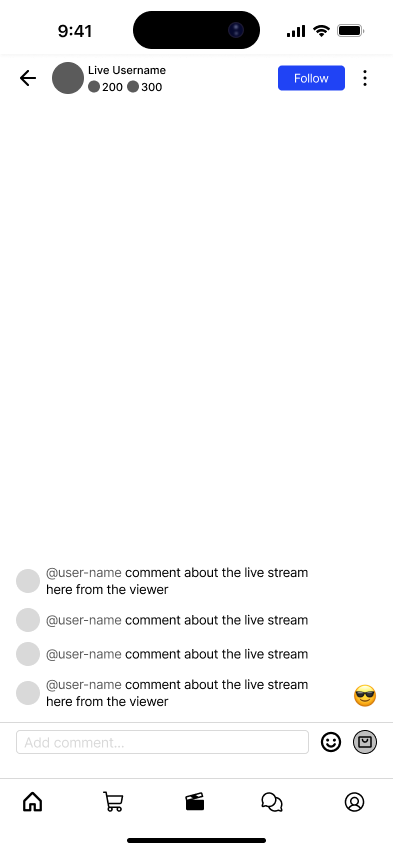 9:41
Live Username
200 300
Follow
@user-name comment about the live stream
here from the viewer
@user-name comment about the live stream
@user-name comment about the live stream
@user-name comment about the live stream
here from the viewer
Add comment...